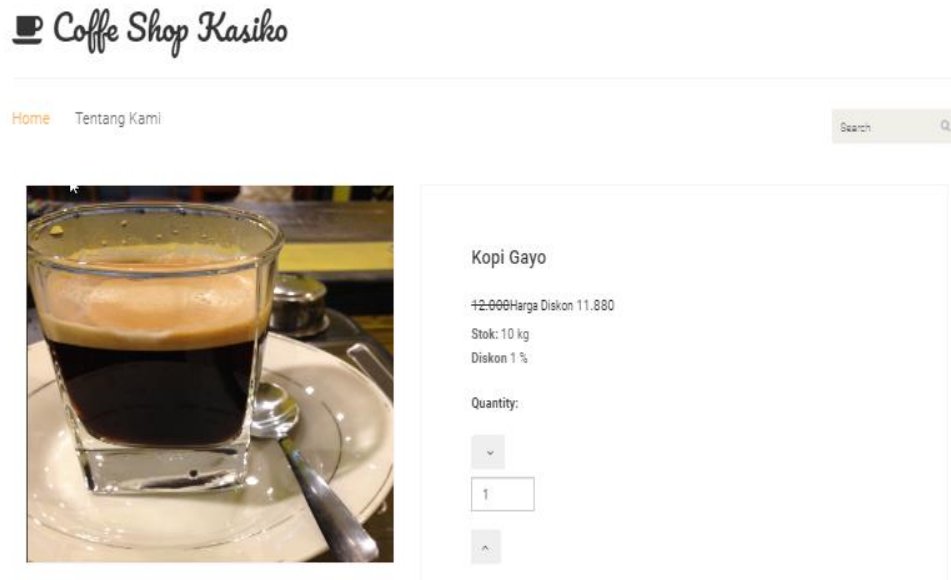 Coffe Shop Kasiko
Home Tentang Kami
Search
Kopi Gayo
12.000Harga Diskon 11.880
Stok: 10 kg
Diskon 1 %
Quantity:
1